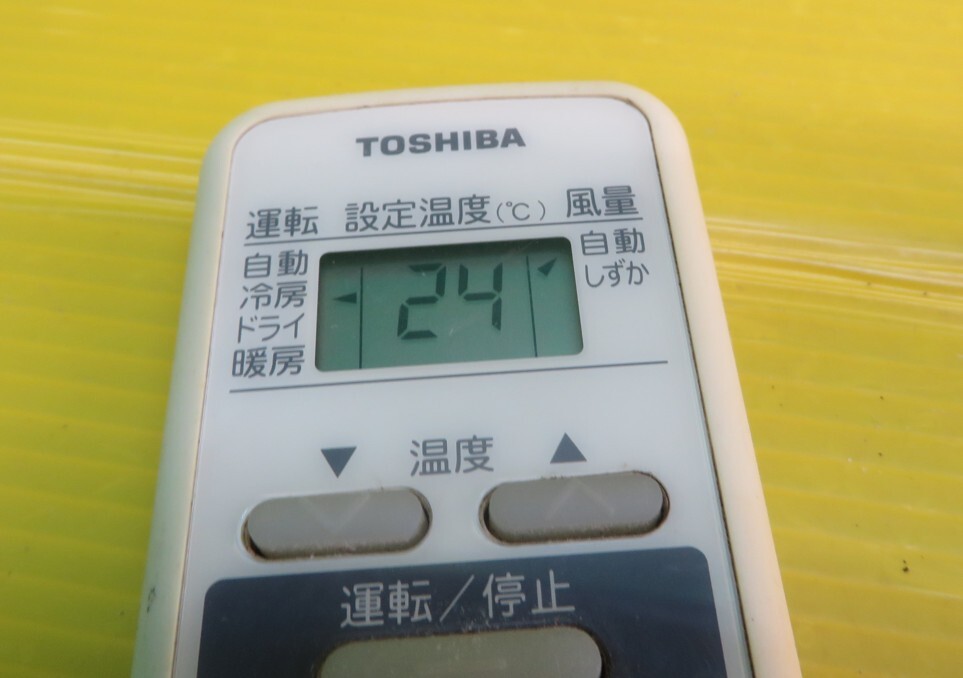 TOSHIBA
運転 設定温度(℃) 風量
自動 24 自動
冷房 しずか
ドライ
暖房
▼ 温度 ▲
運転/停止